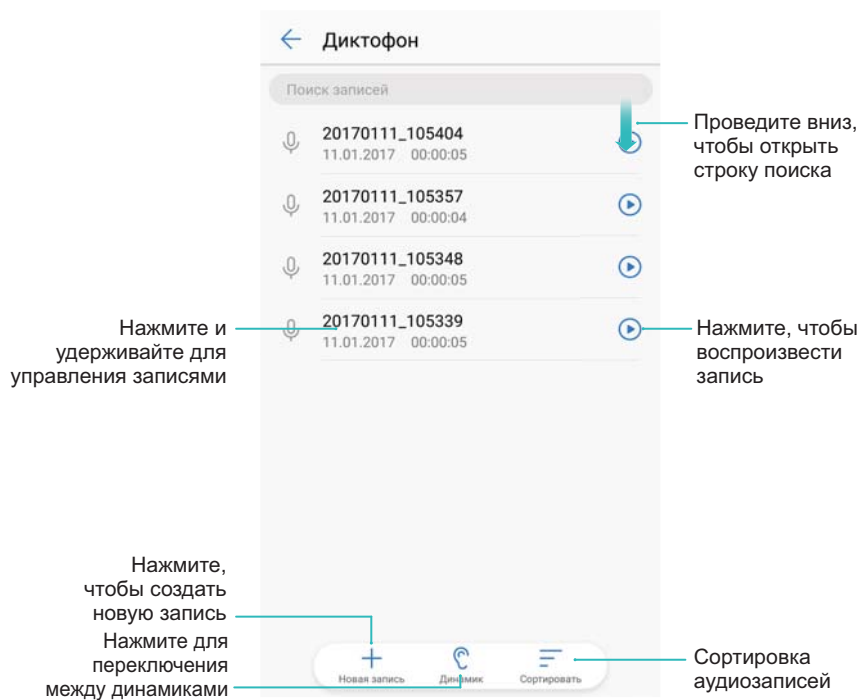 Диктофон
Поиск записей
20170111_105404
11.01.2017 00:00:05
Проведите вниз,
чтобы открыть
строку поиска
20170111_105357
11.01.2017 00:00:04
20170111_105348
11.01.2017 00:00:05
20170111_105339
11.01.2017 00:00:05
Нажмите и
удерживайте для
управления записями
Нажмите, чтобы
воспроизвести
запись
Нажмите,
чтобы создать
новую запись
Нажмите для
переключения
между динамиками
Новая запись
Динамик
Сортировать
Сортировка
аудиозаписей